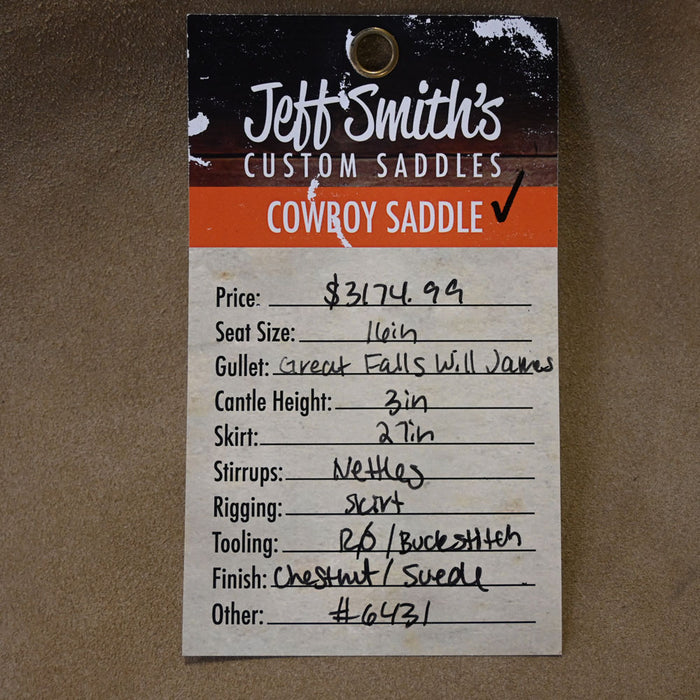 Jeff Smith's
CUSTOM SADDLES
COWBOY SADDLE ✓
Price: $3174.99
Seat Size: 16in
Gullet: Great Falls Will James
Cantle Height: 3in
Skirt: 27in
Stirrups: Nettles
Rigging: Skirt
Tooling: RO/Buckstitch
Finish: Chestnut/Suede
Other: #6431